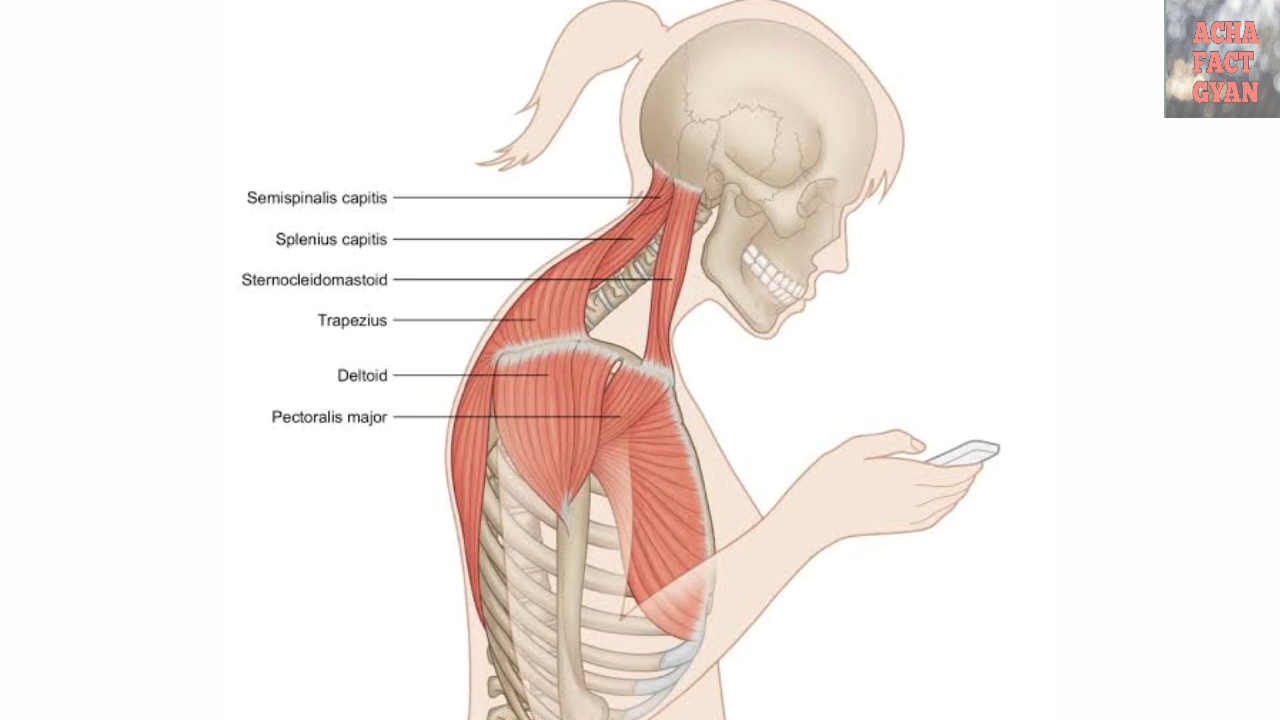 ACHA
FACT
GYAN
Semispinalis capitis
Splenius capitis
Sternocleidomastoid
Trapezius
Deltoid
Pectoralis major